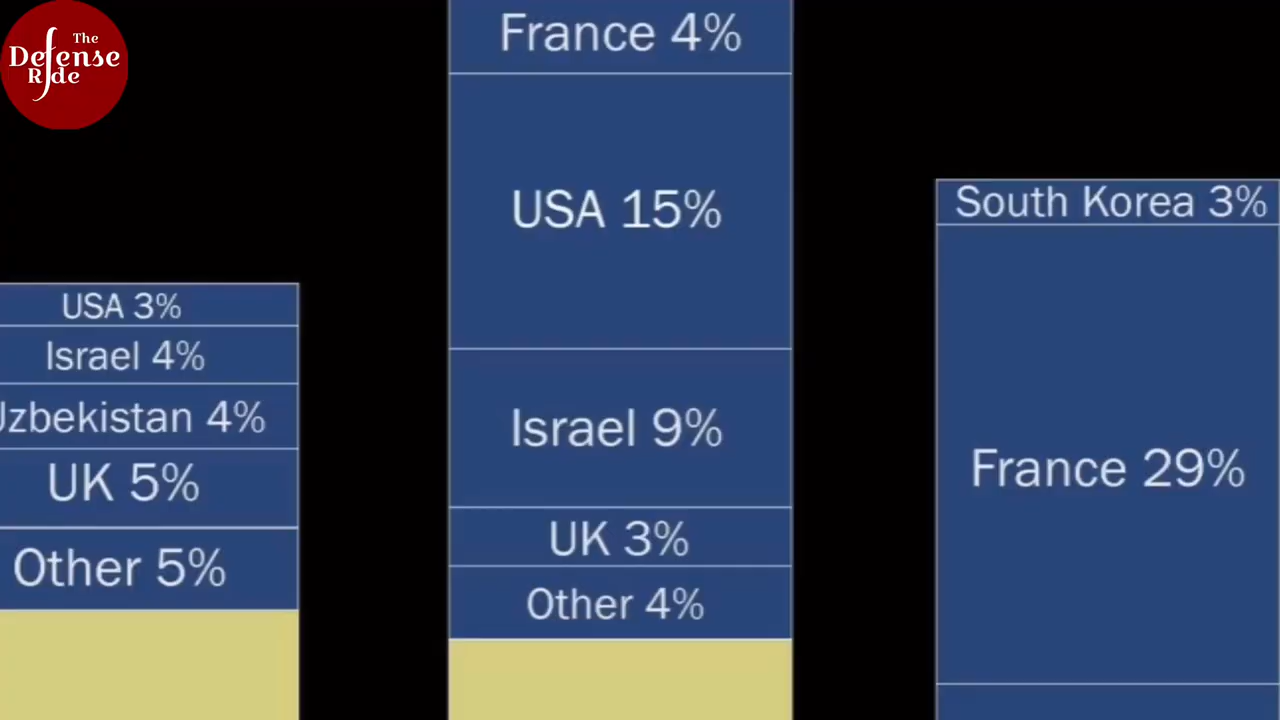 The
Defense
Ride
France 4%
USA 15%
Israel 9%
UK 3%
Other 4%
USA 3%
Israel 4%
Uzbekistan 4%
UK 5%
Other 5%
South Korea 3%
France 29%